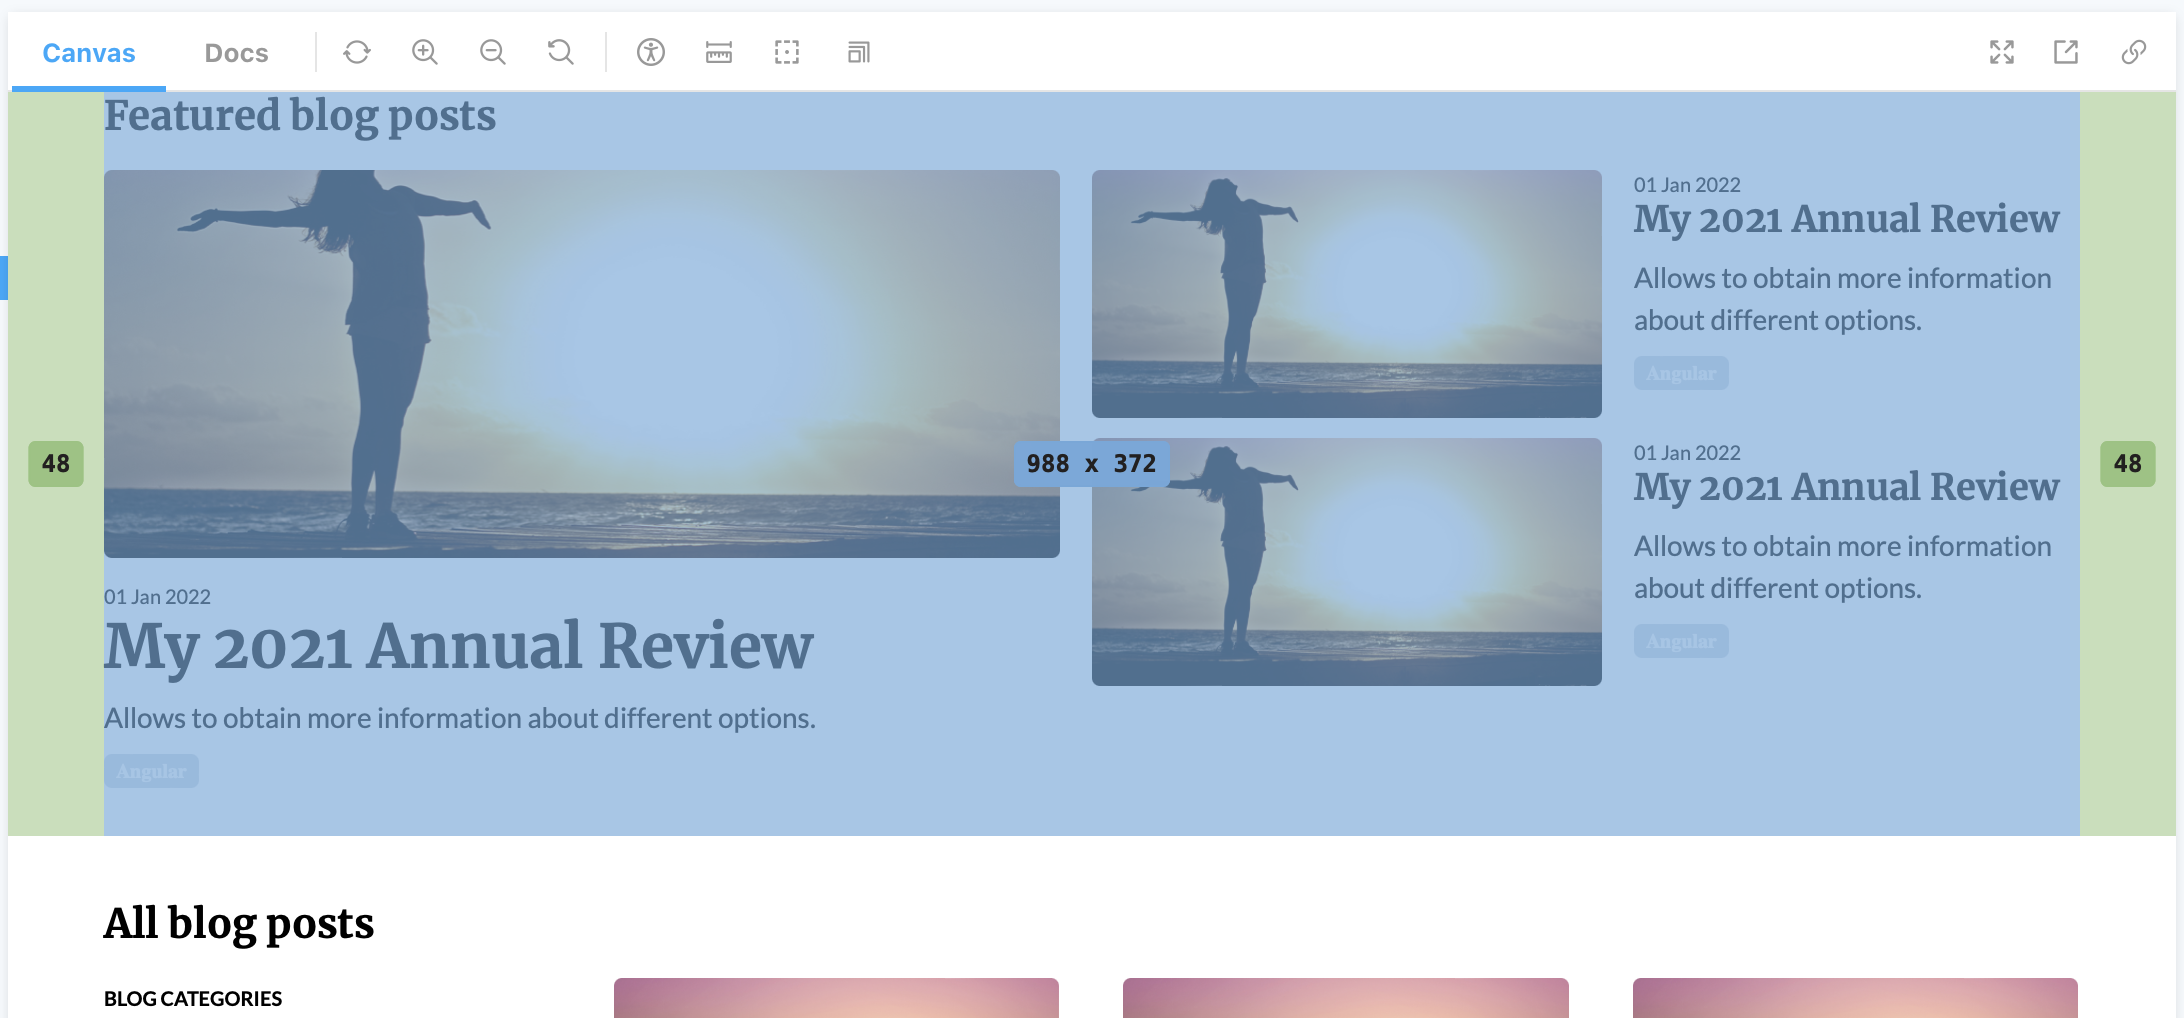 Canvas
Docs
Featured blog posts
01 Jan 2022
My 2021 Annual Review
Allows to obtain more information about different options.
Angular
01 Jan 2022
My 2021 Annual Review
Allows to obtain more information
about different options.
Angular
01 Jan 2022
My 2021 Annual Review
Allows to obtain more information
about different options.
Angular
48
988 x 372
48
All blog posts
BLOG CATEGORIES